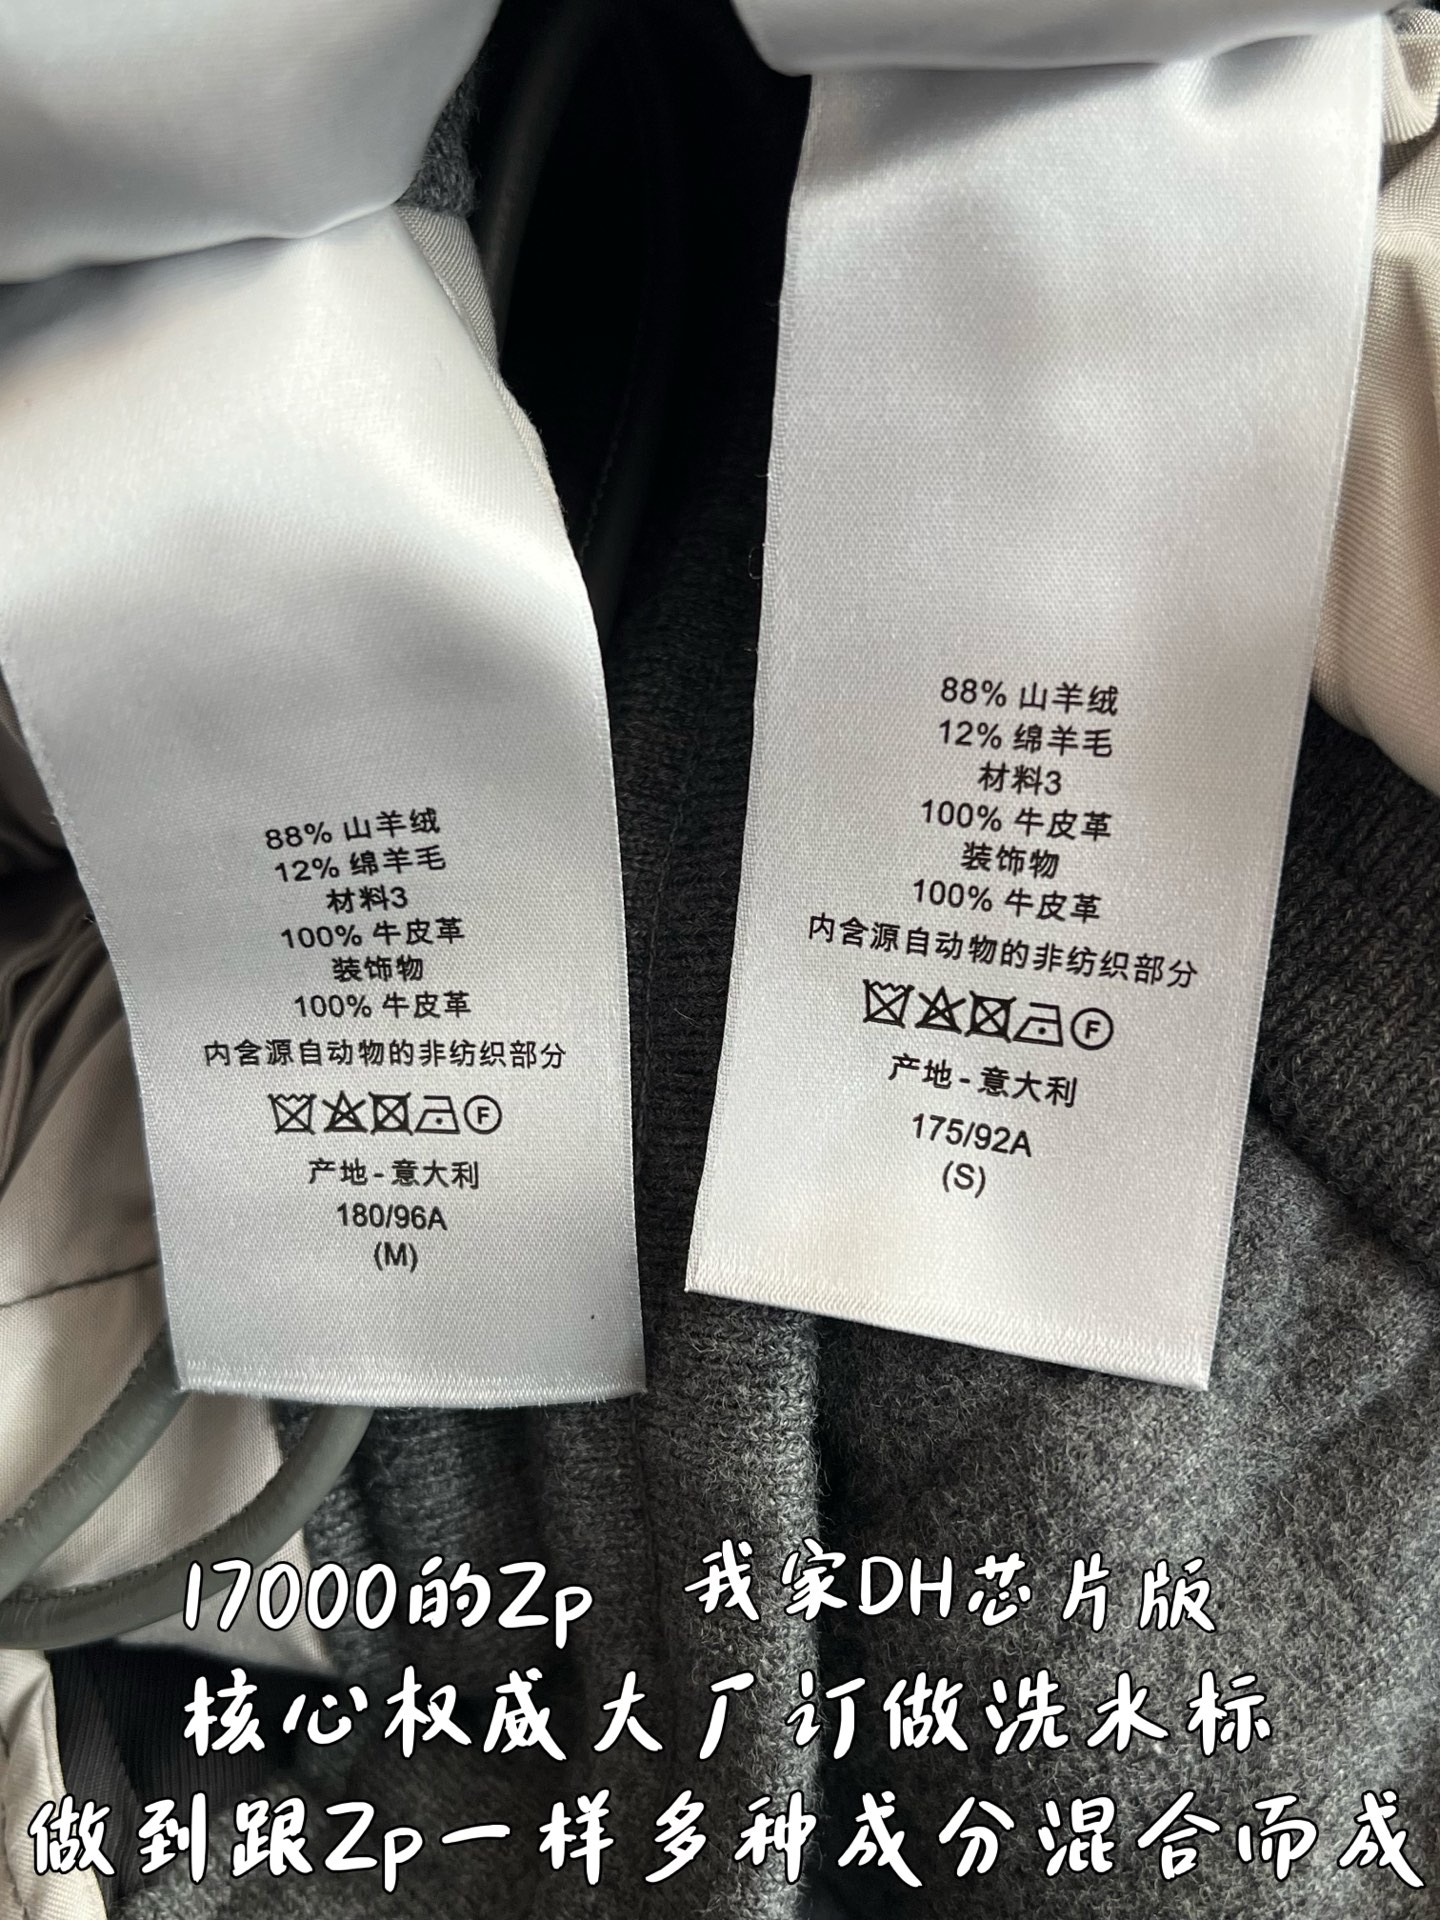 88% 山羊绒
12% 绵羊毛
材料3
100% 牛皮革
装饰物
100% 牛皮革
内含源自动物的非纺织部分
F
产地-意大利
180/96A
(M)
88% 山羊绒
12% 绵羊毛
材料3
100% 牛皮革
装饰物
100% 牛皮革
内含源自动物的非纺织部分
F
产地-意大利
175/92A
(S)
17000的Zp 我家DH芯片版
核心权威大厂订做洗水标
做到跟Zp一样多种成分混合而成